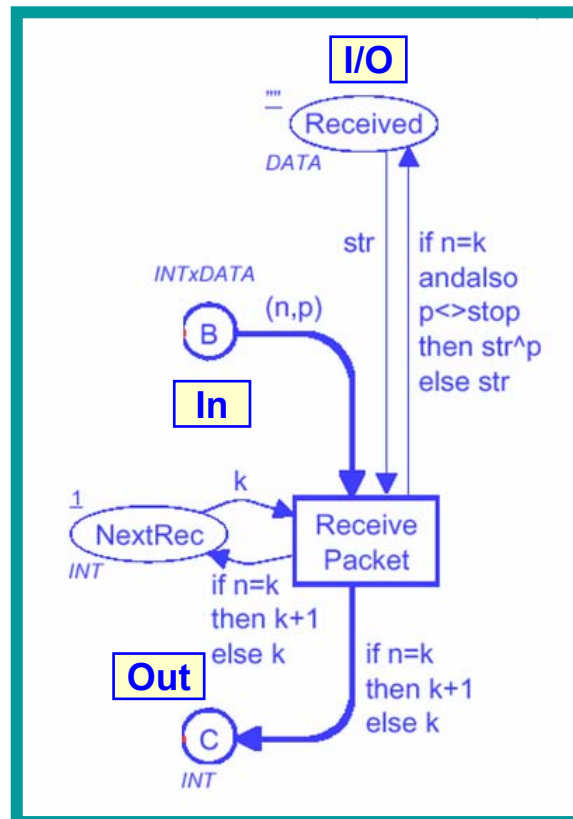 I/O
""
Received
DATA
str
if n=k
andalso
p<>stop
then str^p
else str
INTxDATA
(n,p)
B
In
k
1
NextRec
INT
Receive
Packet
if n=k
then k+1
else k
Out
if n=k
then k+1
else k
C
INT